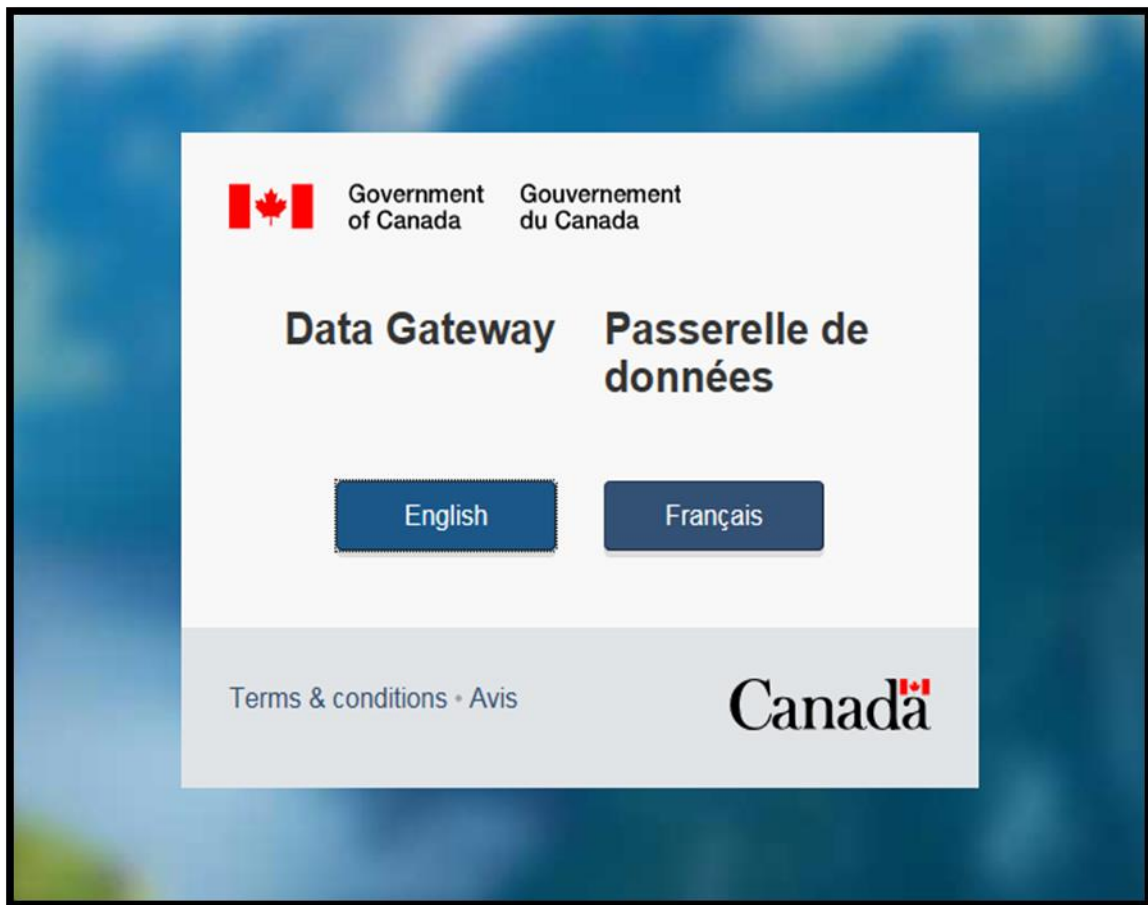 Government
of Canada
Gouvernement
du Canada
Data Gateway
Passerelle de
données
English
Français
Terms & conditions • Avis
Canada